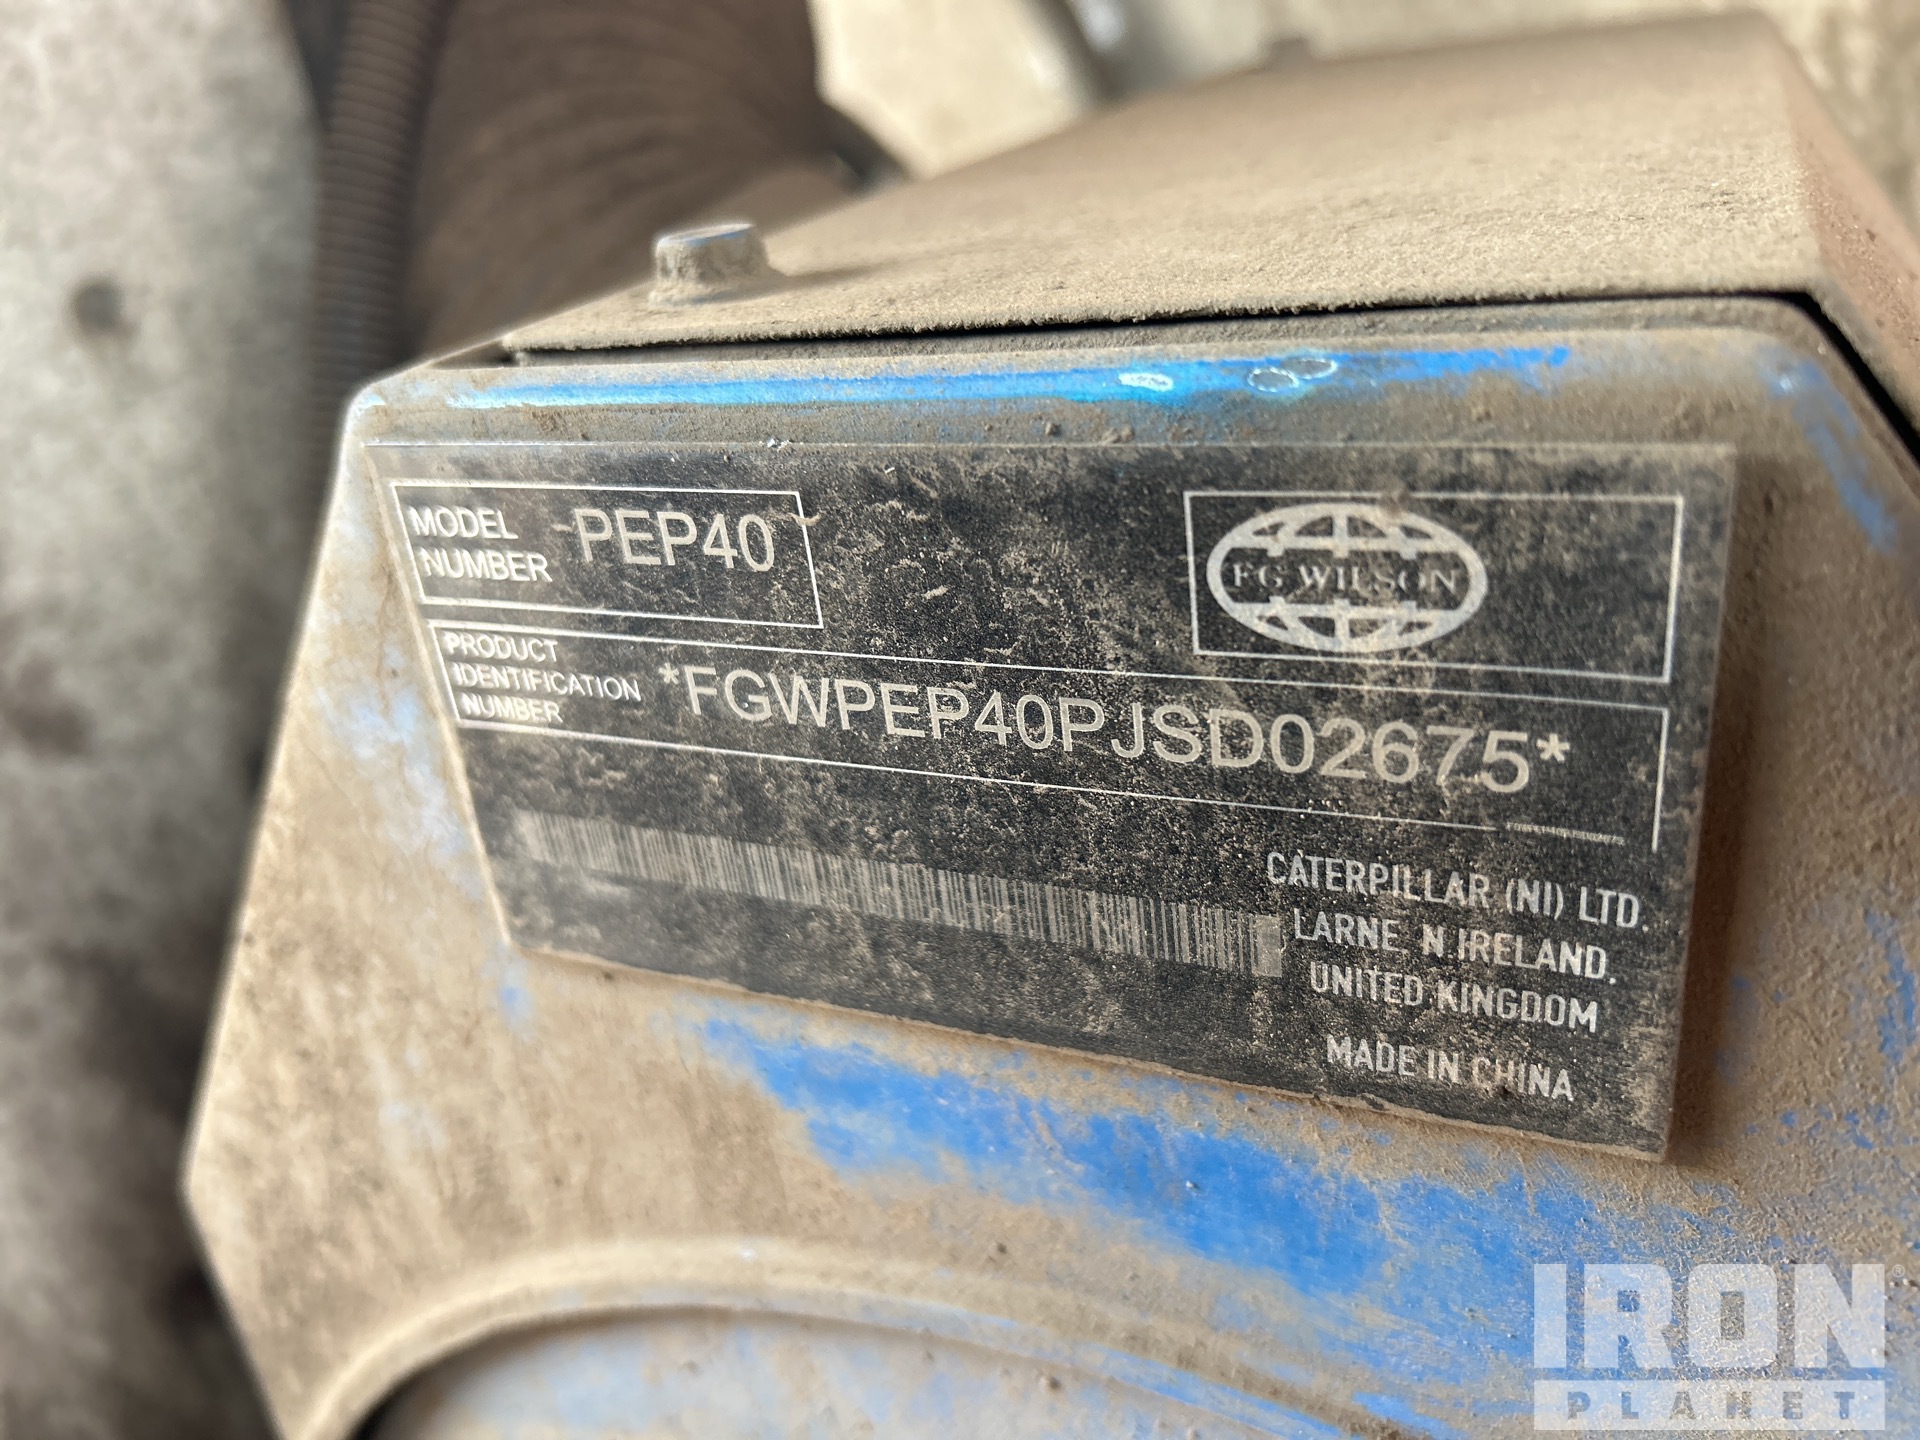 MODEL
NUMBER
PEP40
FG WILSON
PRODUCT
IDENTIFICATION
NUMBER
*FGWPEP40PJSD02675*
CATERPILLAR (NI) LTD.
LARNE N.IRELAND.
UNITED KINGDOM
MADE IN CHINA
IRON
PLANET